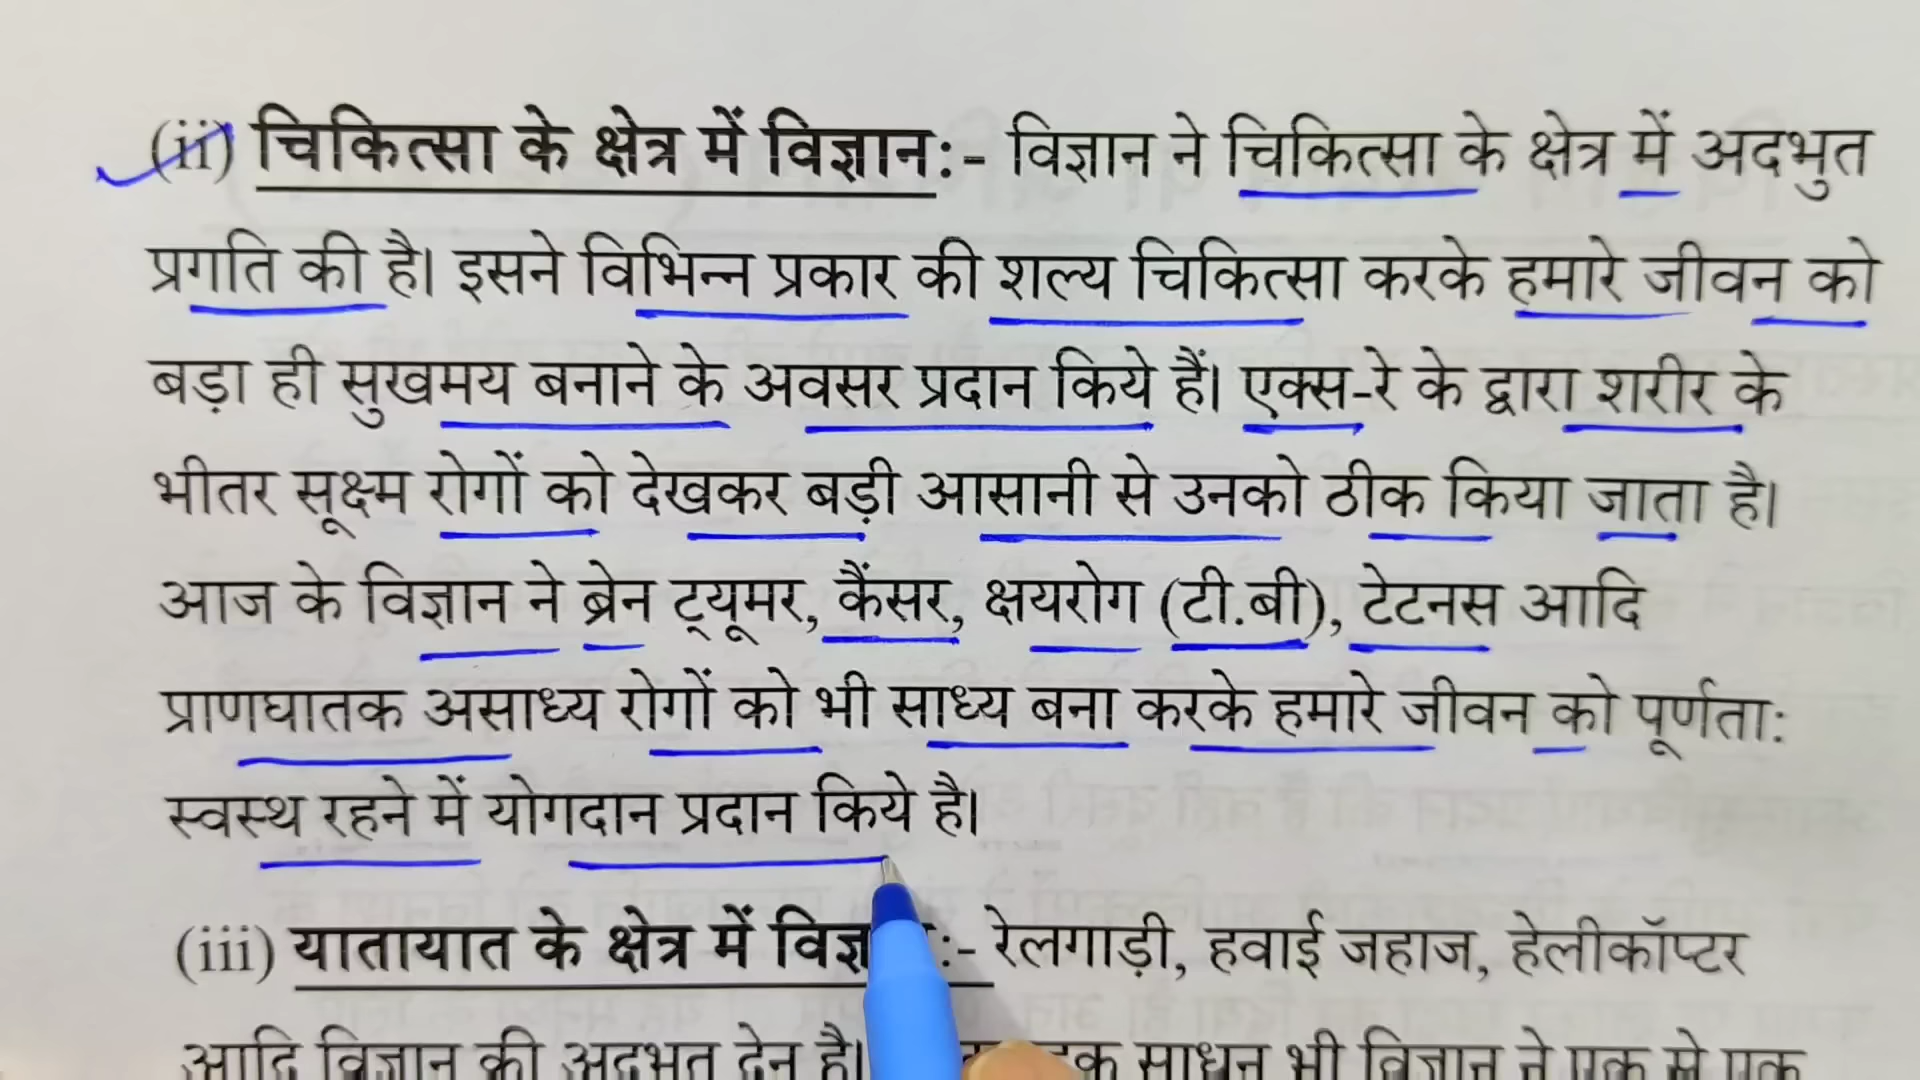 (ii) चिकित्सा के क्षेत्र में विज्ञान:- विज्ञान ने चिकित्सा के क्षेत्र में अदभुत
प्रगति की है। इसने विभिन्न प्रकार की शल्य चिकित्सा करके हमारे जीवन को
बड़ा ही सुखमय बनाने के अवसर प्रदान किये हैं। एक्स-रे के द्वारा शरीर के
भीतर सूक्ष्म रोगों को देखकर बड़ी आसानी से उनको ठीक किया जाता है।
आज के विज्ञान ने ब्रेन ट्यूमर, कैंसर, क्षयरोग (टी.बी), टेटनस आदि
प्राणघातक असाध्य रोगों को भी साध्य बना करके हमारे जीवन को पूर्णता:
स्वस्थ रहने में योगदान प्रदान किये है।
(iii) यातायात के क्षेत्र में :- रेलगाड़ी, हवाई जहाज, हेलीकॉप्टर
आदि विज्ञान की अदभुत देन है। साधन भी विज्ञान ने एक से एक